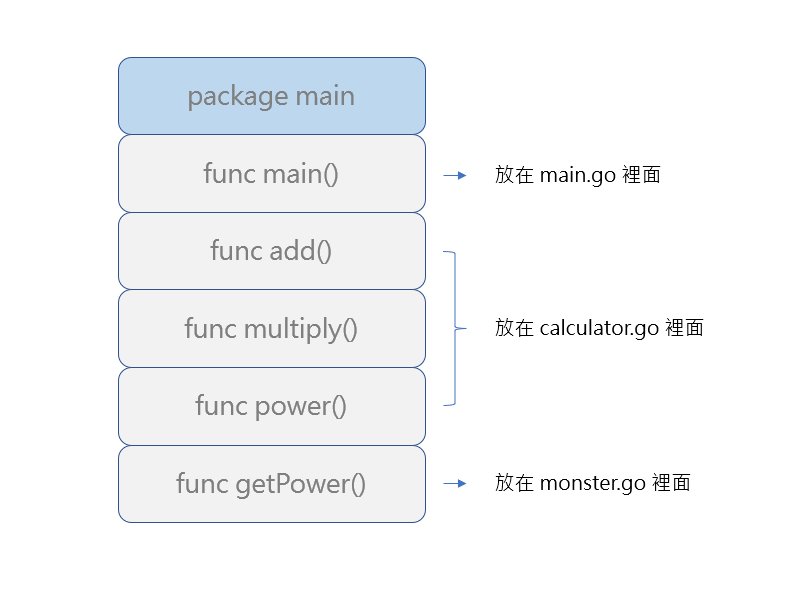 package main
func main()
放在 main.go 裡面
func add()
func multiply()
放在 calculator.go 裡面
func power()
func getPower()
放在 monster.go 裡面